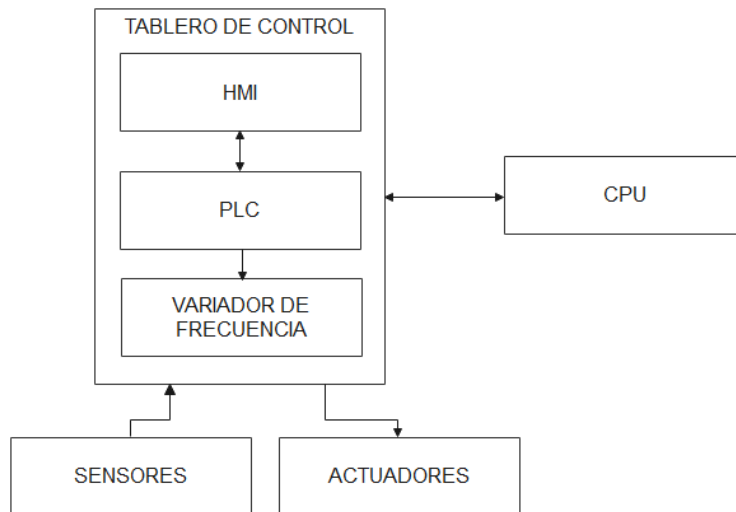 TABLERO DE CONTROL
HMI
PLC
CPU
VARIADOR DE
FRECUENCIA
SENSORES
ACTUADORES